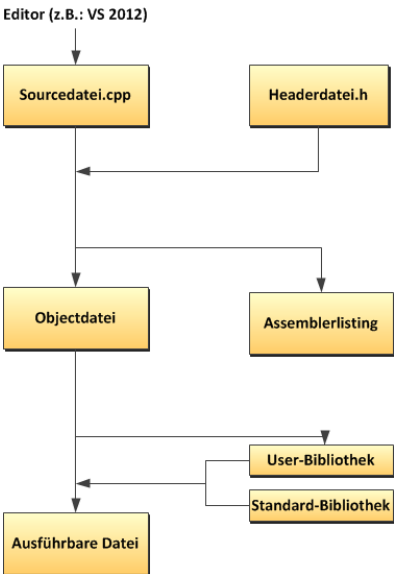 Editor (z.B.: VS 2012)
Sourcedatei.cpp
Headerdatei.h
Objectdatei
Assemblerlisting
User-Bibliothek
Standard-Bibliothek
Ausführbare Datei